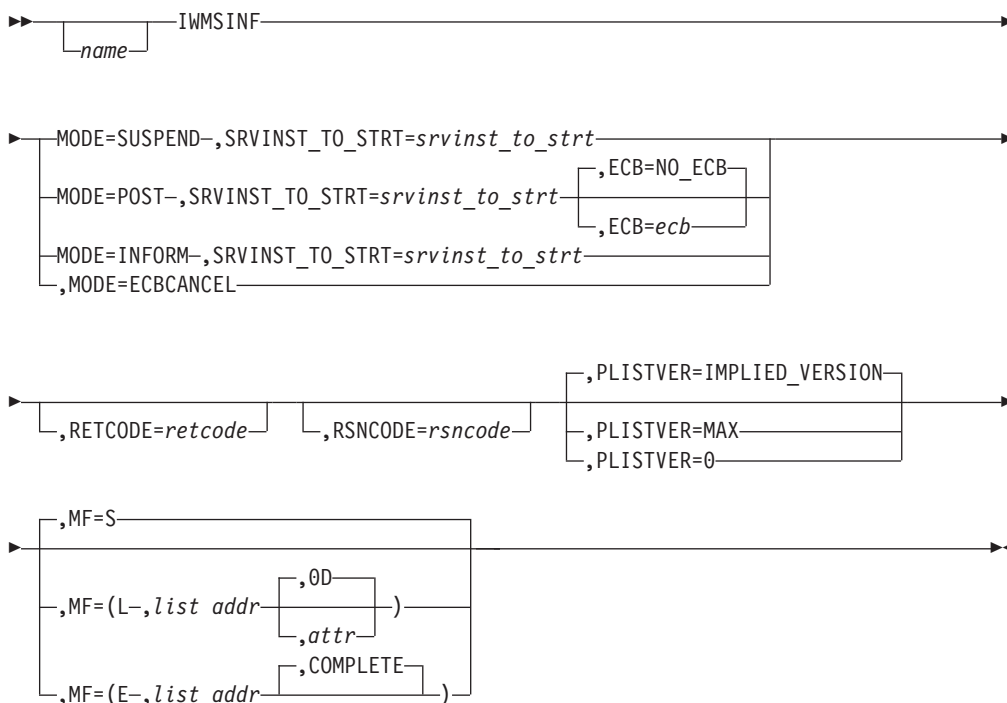 IWMSINF
name
MODE=SUSPEND–,SRVINST_TO_STRT=srvinst_to_strt
,ECB=NO_ECB
MODE=POST–,SRVINST_TO_STRT=srvinst_to_strt
,ECB=ecb
MODE=INFORM–,SRVINST_TO_STRT=srvinst_to_strt
,MODE=ECBCANCEL
,PLISTVER=IMPLIED_VERSION
,RETCODE=retcode ,RSNCODE=rsncode
,PLISTVER=MAX
,PLISTVER=0
,MF=S
,0D
,MF=(L–,list addr )
,attr
,COMPLETE
,MF=(E–,list addr )